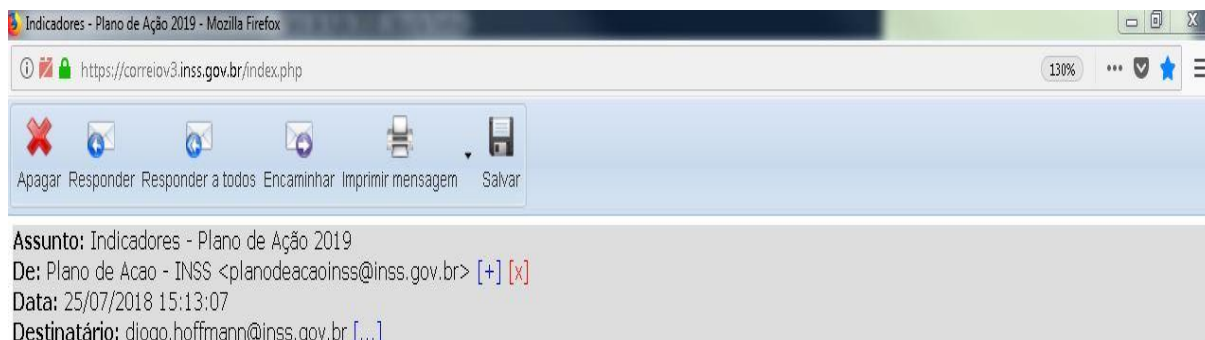 Indicadores - Plano de Ação 2019 - Mozilla Firefox
https://correiov3.inss.gov.br/index.php 130%
Apagar Responder Responder a todos Encaminhar Imprimir mensagem Salvar
Assunto: Indicadores - Plano de Ação 2019
De: Plano de Acao - INSS <planodeacaoinss@inss.gov.br> [+] [x]
Data: 25/07/2018 15:13:07
Destinatário: diogo.hoffmann@inss.gov.br [...]